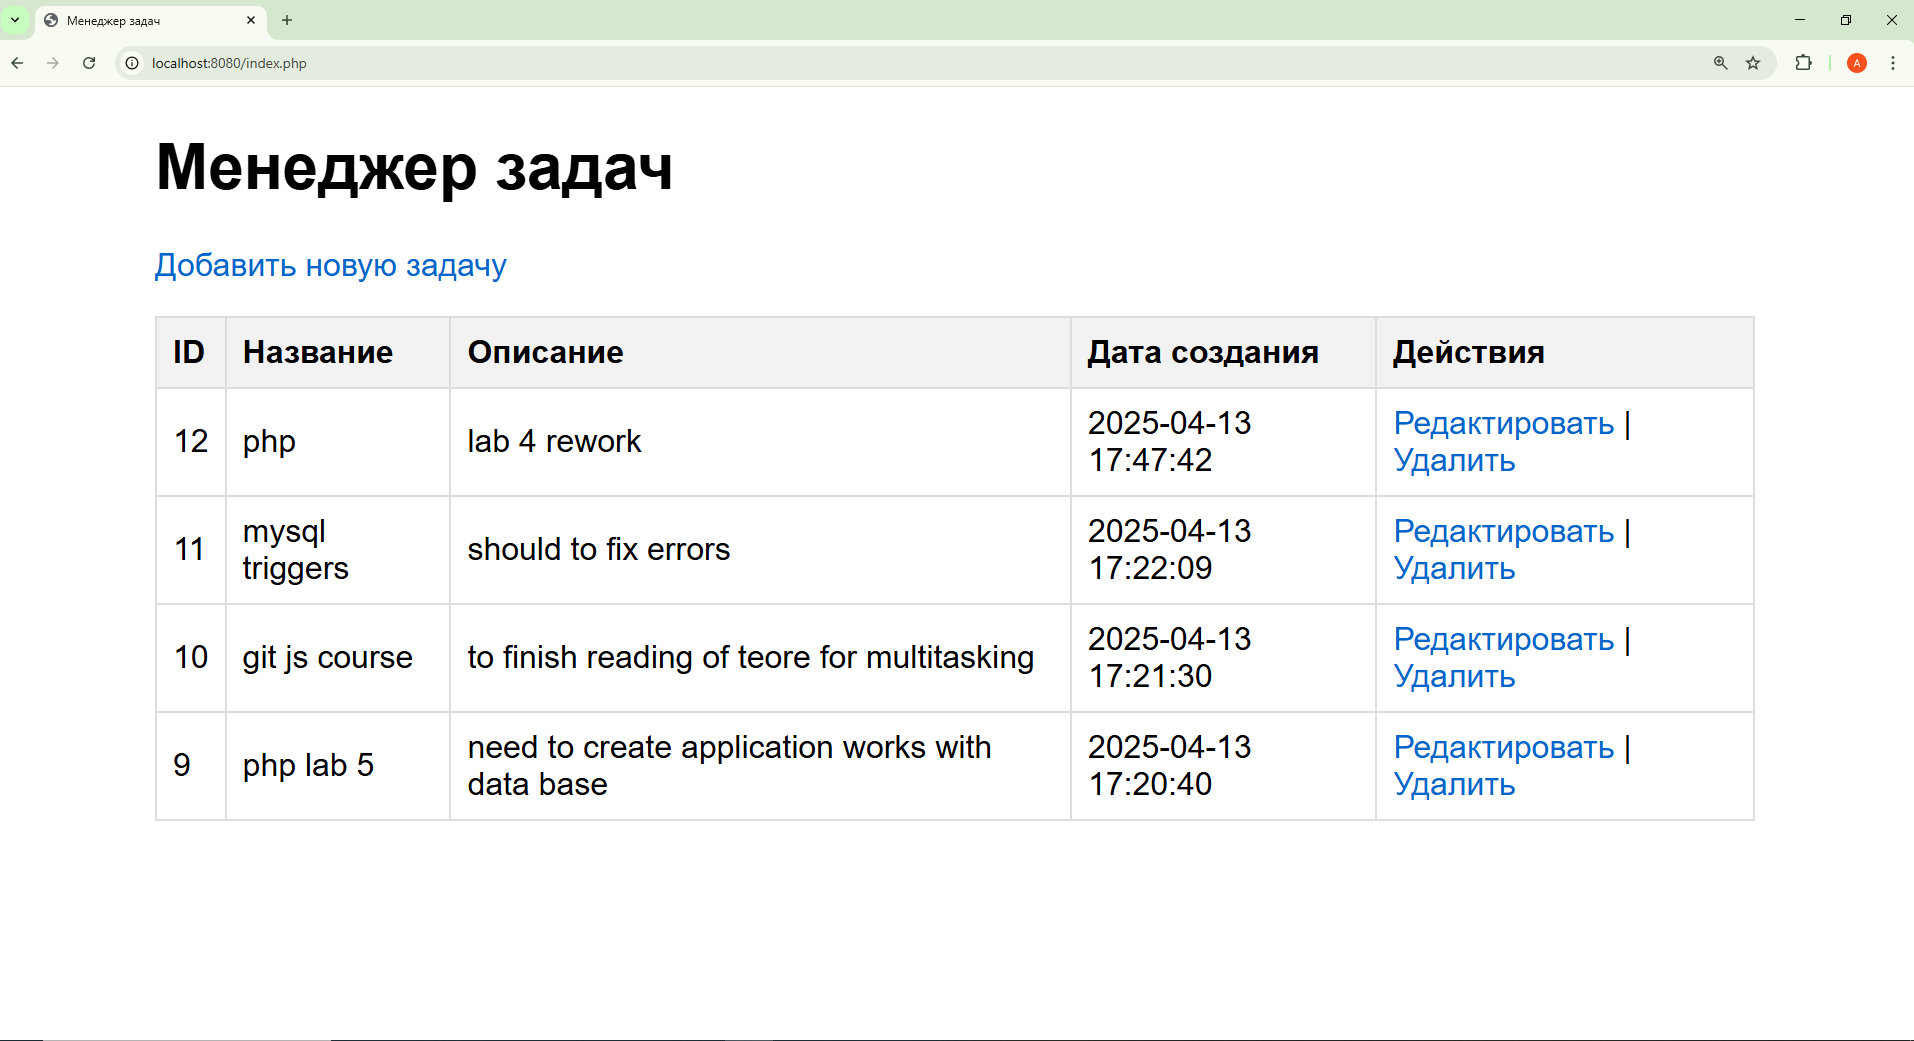 Менеджер задач
localhost:8080/index.php
A
Менеджер задач
Добавить новую задачу
ID Название Описание Дата создания Действия
12 php lab 4 rework 2025-04-13 17:47:42 Редактировать | Удалить
11 mysql triggers should to fix errors 2025-04-13 17:22:09 Редактировать | Удалить
10 git js course to finish reading of teore for multitasking 2025-04-13 17:21:30 Редактировать | Удалить
9 php lab 5 need to create application works with data base 2025-04-13 17:20:40 Редактировать | Удалить